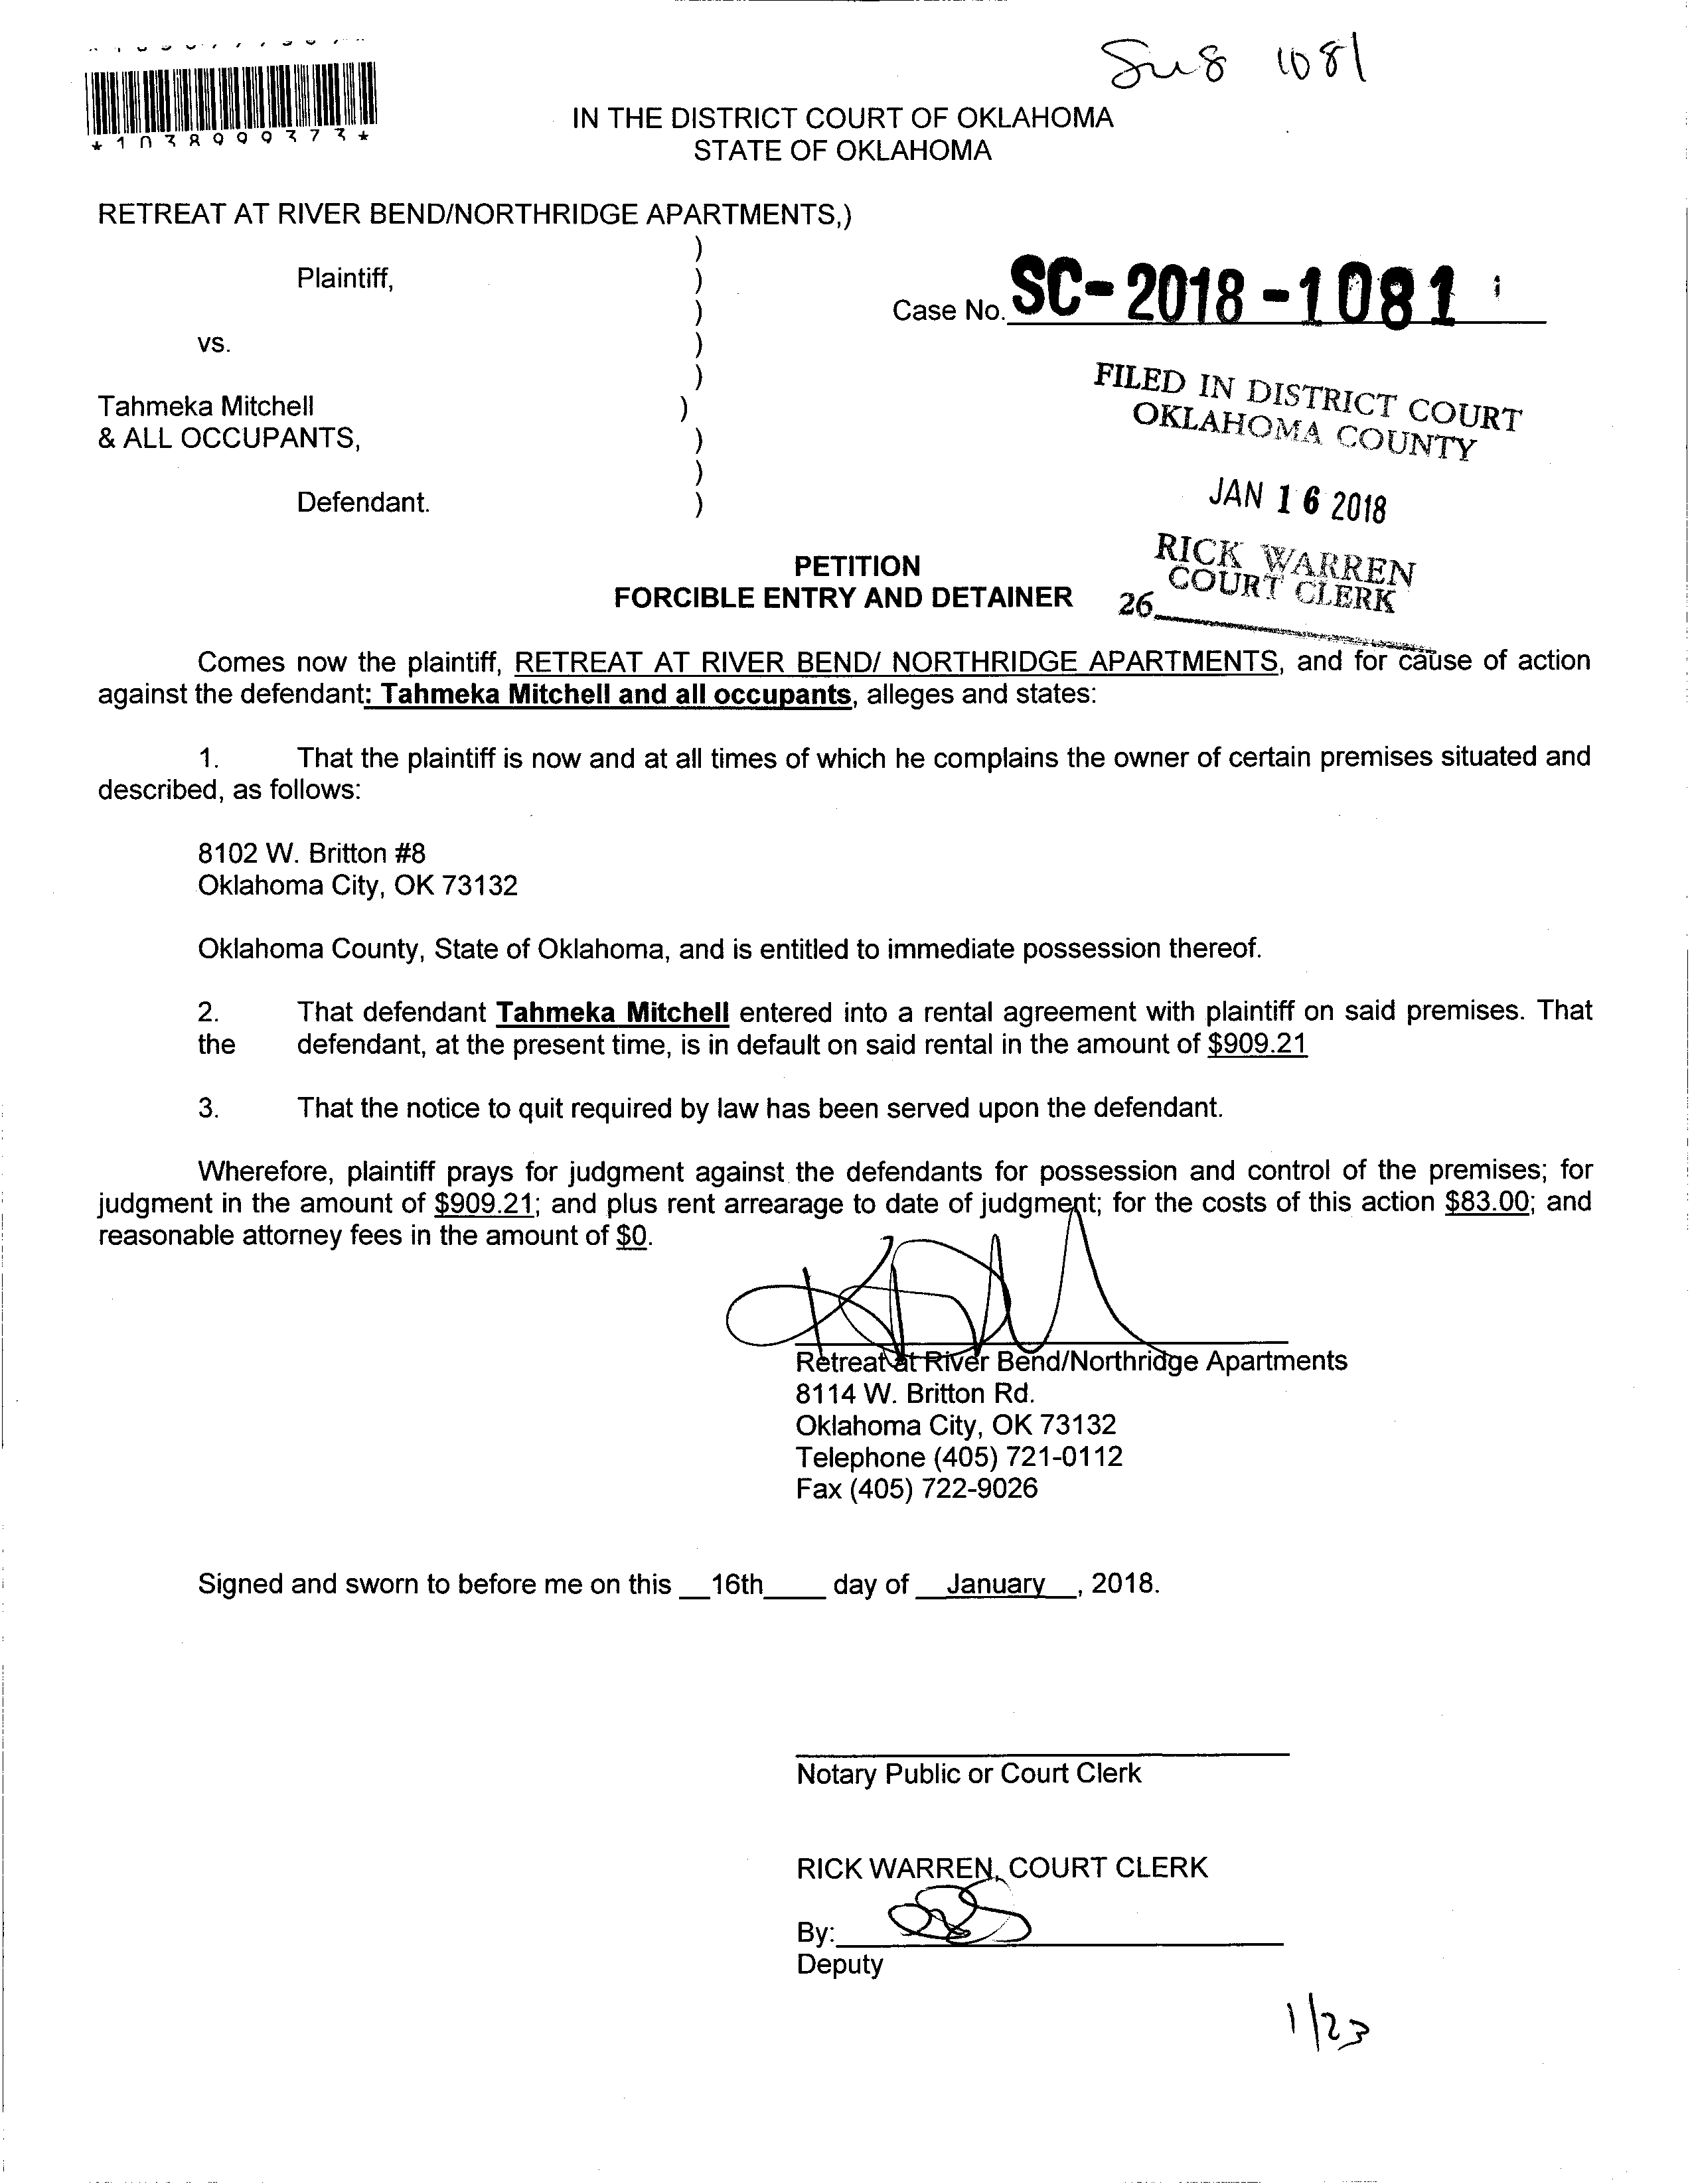 1081
*1038999373*
IN THE DISTRICT COURT OF OKLAHOMA
STATE OF OKLAHOMA
RETREAT AT RIVER BEND/NORTHRIDGE APARTMENTS,)
)
Plaintiff, )
)
vs. )
)
Tahmeka Mitchell )
& ALL OCCUPANTS, )
)
Defendant. )
Case No. SC-2018-1081
FILED IN DISTRICT COURT
OKLAHOMA COUNTY
JAN 16 2018
RICK WARREN
COURT CLERK
26
PETITION
FORCIBLE ENTRY AND DETAINER
Comes now the plaintiff, RETREAT AT RIVER BEND/ NORTHRIDGE APARTMENTS, and for cause of action
against the defendant: Tahmeka Mitchell and all occupants, alleges and states:
1. That the plaintiff is now and at all times of which he complains the owner of certain premises situated and
described, as follows:
8102 W. Britton #8
Oklahoma City, OK 73132
Oklahoma County, State of Oklahoma, and is entitled to immediate possession thereof.
2. That defendant Tahmeka Mitchell entered into a rental agreement with plaintiff on said premises. That
the defendant, at the present time, is in default on said rental in the amount of $909.21
3. That the notice to quit required by law has been served upon the defendant.
Wherefore, plaintiff prays for judgment against the defendants for possession and control of the premises; for
judgment in the amount of $909.21; and plus rent arrearage to date of judgment; for the costs of this action $83.00; and
reasonable attorney fees in the amount of $0.
Retreat at River Bend/Northridge Apartments
8114 W. Britton Rd.
Oklahoma City, OK 73132
Telephone (405) 721-0112
Fax (405) 722-9026
Signed and sworn to before me on this __16th____ day of __January__, 2018.
Notary Public or Court Clerk
RICK WARREN, COURT CLERK
By:
Deputy
1/23